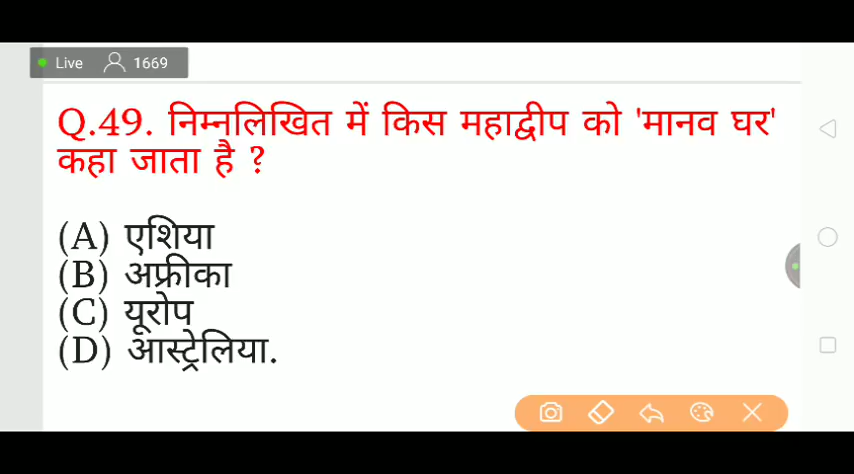 Live 1669
Q.49. निम्नलिखित में किस महाद्वीप को 'मानव घर'
कहा जाता है ?
(A) एशिया
(B) अफ्रीका
(C) यूरोप
(D) आस्ट्रेलिया.